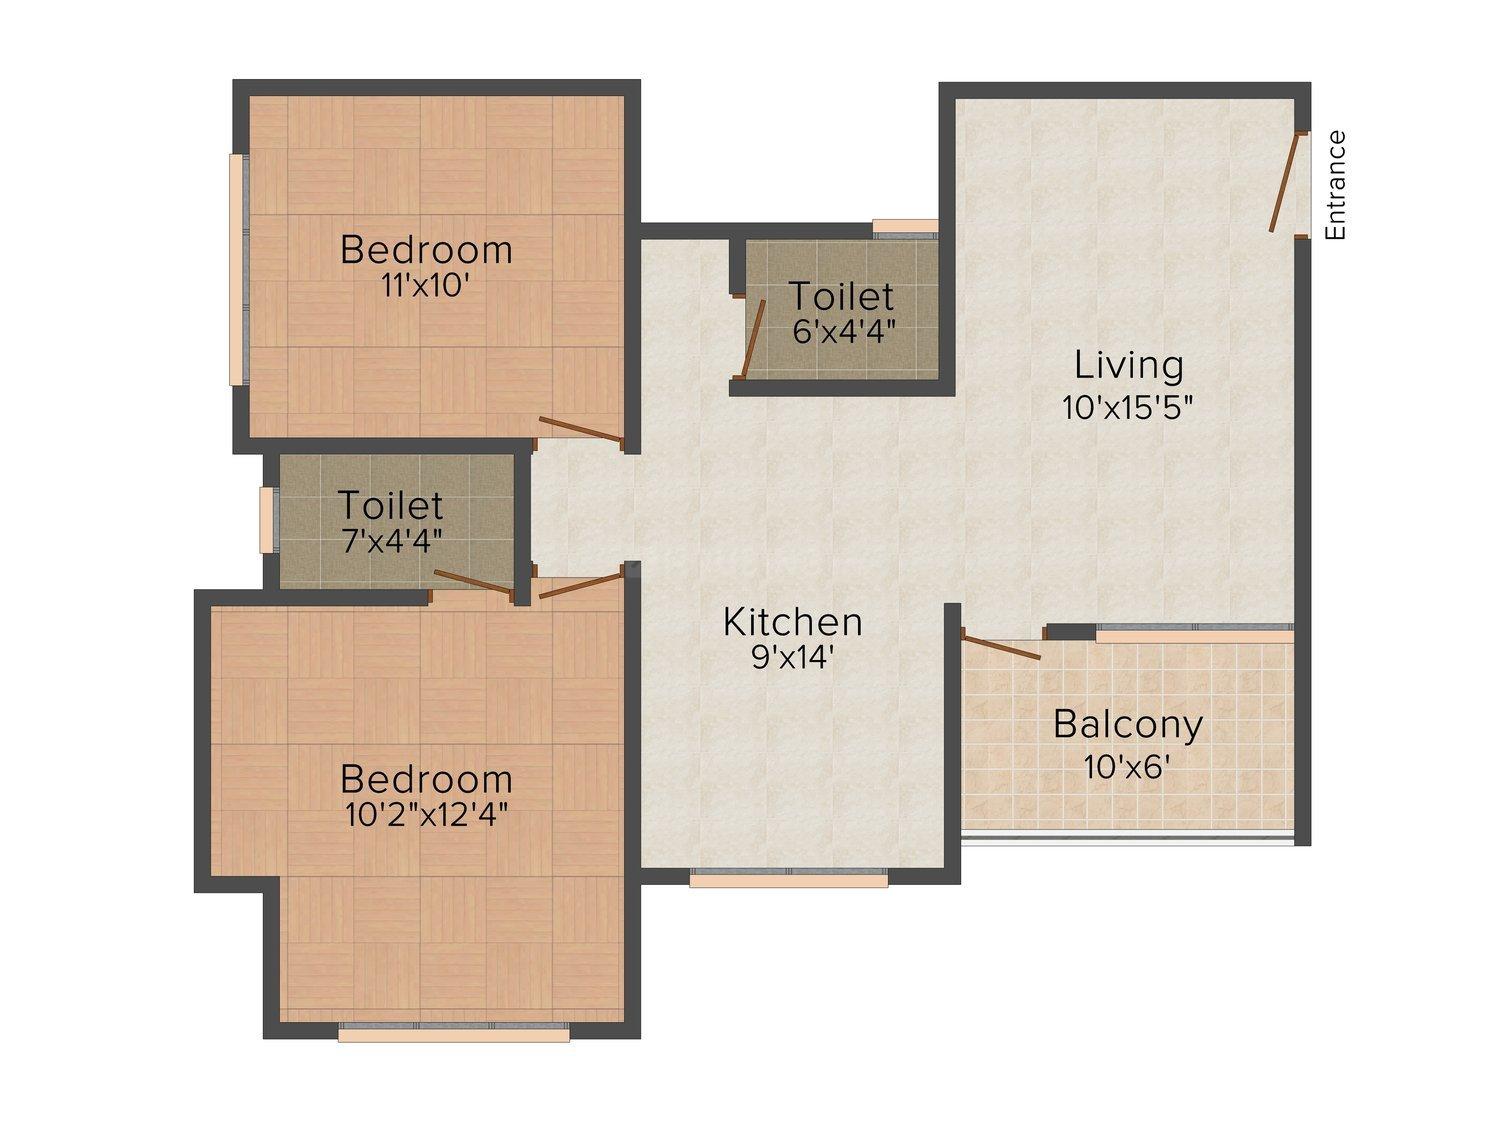 Entrance
Bedroom
11'x10'
Toilet
6'x4'4"
Living
10'x15'5"
Toilet
7'x4'4"
Kitchen
9'x14'
Balcony
10'x6'
Bedroom
10'2"x12'4"